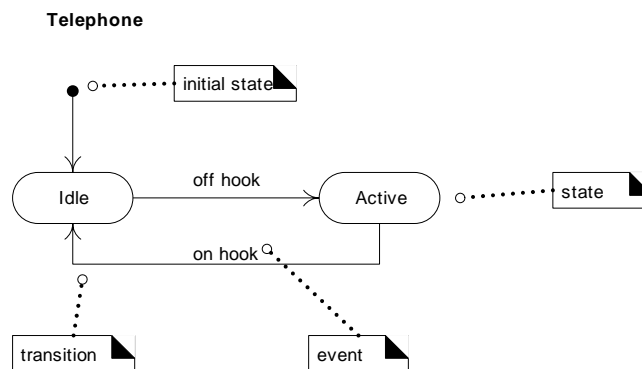 Telephone
initial state
Idle
off hook
Active
state
on hook
transition
event